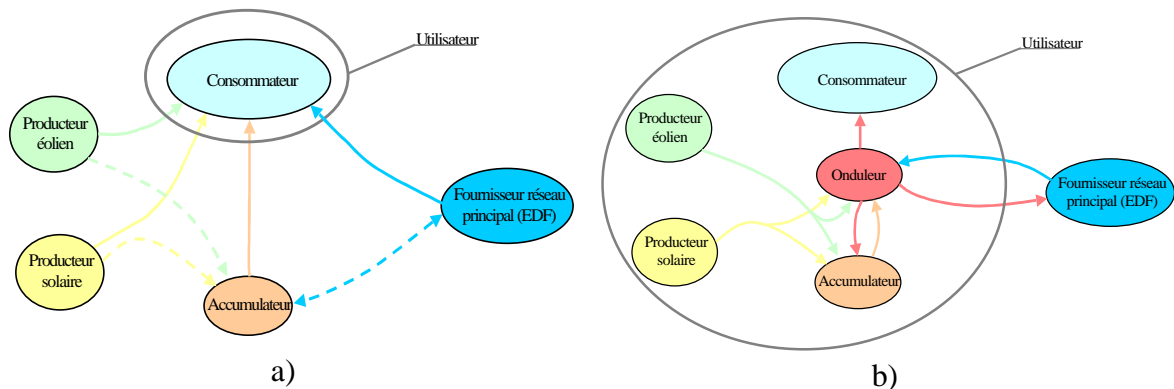 Utilisateur
Consommateur
Producteur
éolien
Fournisseur réseau
principal (EDF)
Producteur
solaire
Accumulateur
a)
Utilisateur
Consommateur
Producteur
éolien
Onduleur
Fournisseur réseau
principal (EDF)
Producteur
solaire
Accumulateur
b)